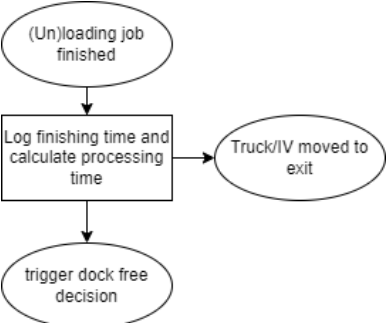 (Un)loading job
finished
Log finishing time and
calculate processing
time
Truck/IV moved to
exit
trigger dock free
decision